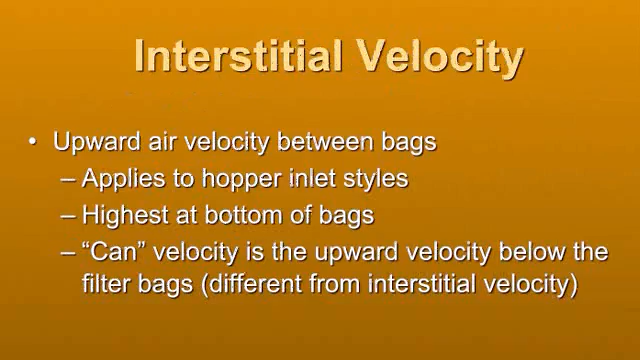 Interstitial Velocity
• Upward air velocity between bags
– Applies to hopper inlet styles
– Highest at bottom of bags
– “Can” velocity is the upward velocity below the
filter bags (different from interstitial velocity)